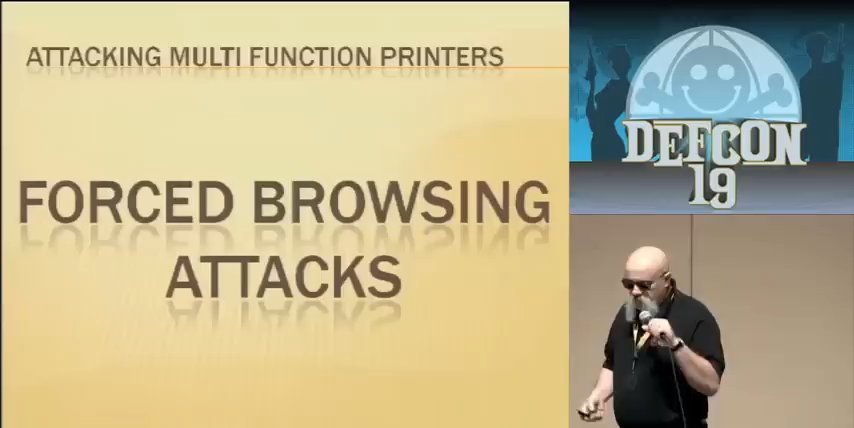 ATTACKING MULTI FUNCTION PRINTERS
FORCED BROWSING
ATTACKS
DEFCON
19